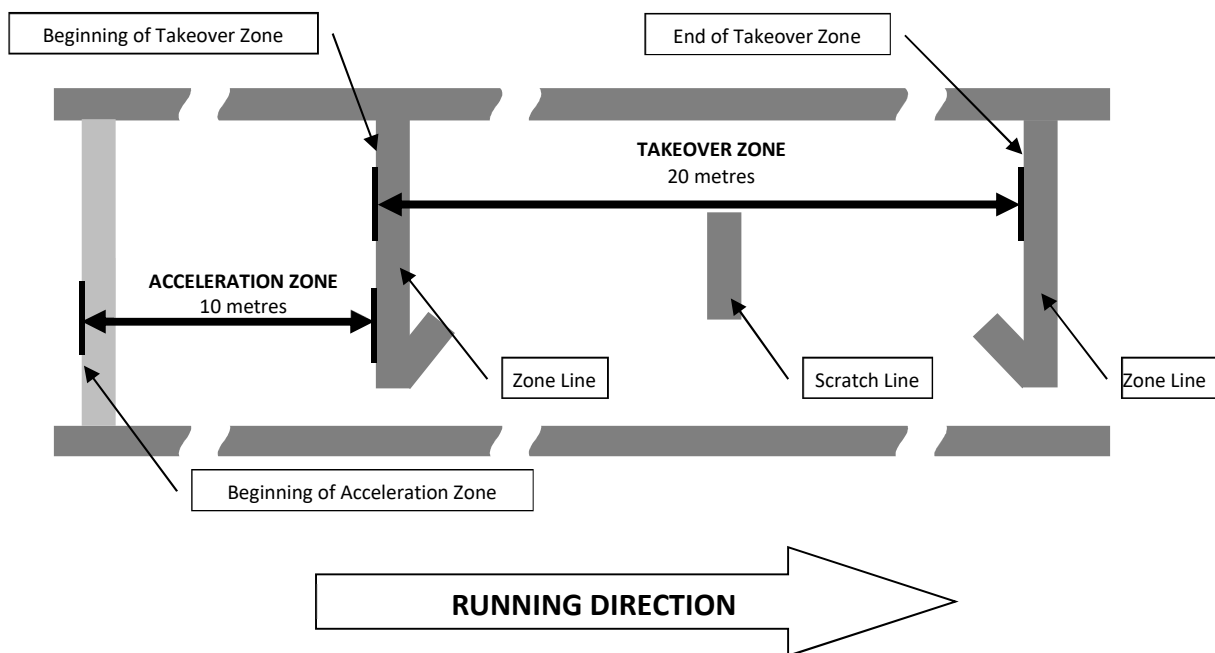 Beginning of Takeover Zone
End of Takeover Zone
TAKEOVER ZONE
20 metres
ACCELERATION ZONE
10 metres
Zone Line
Scratch Line
Zone Line
Beginning of Acceleration Zone
RUNNING DIRECTION